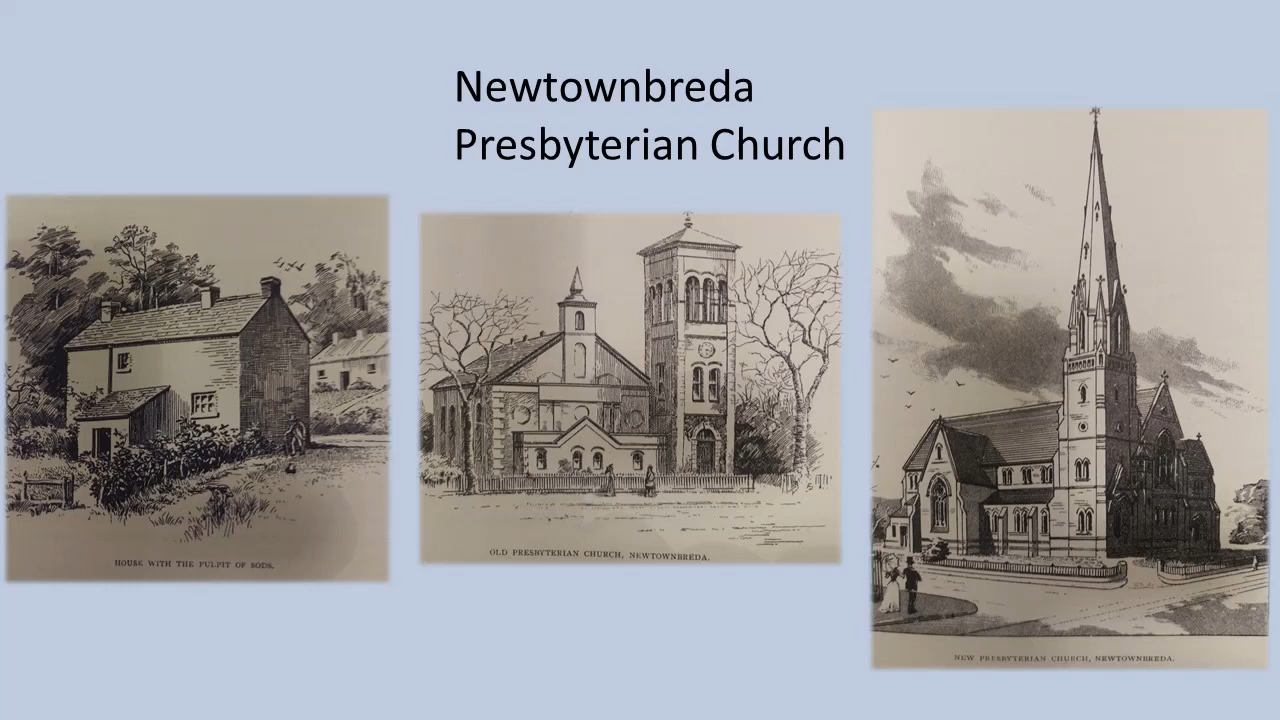 Newtownbreda
Presbyterian Church
HOUSE WITH THE PULPIT OF SODS.
OLD PRESBYTERIAN CHURCH, NEWTOWNBREDA.
NEW PRESBYTERIAN CHURCH, NEWTOWNBREDA.